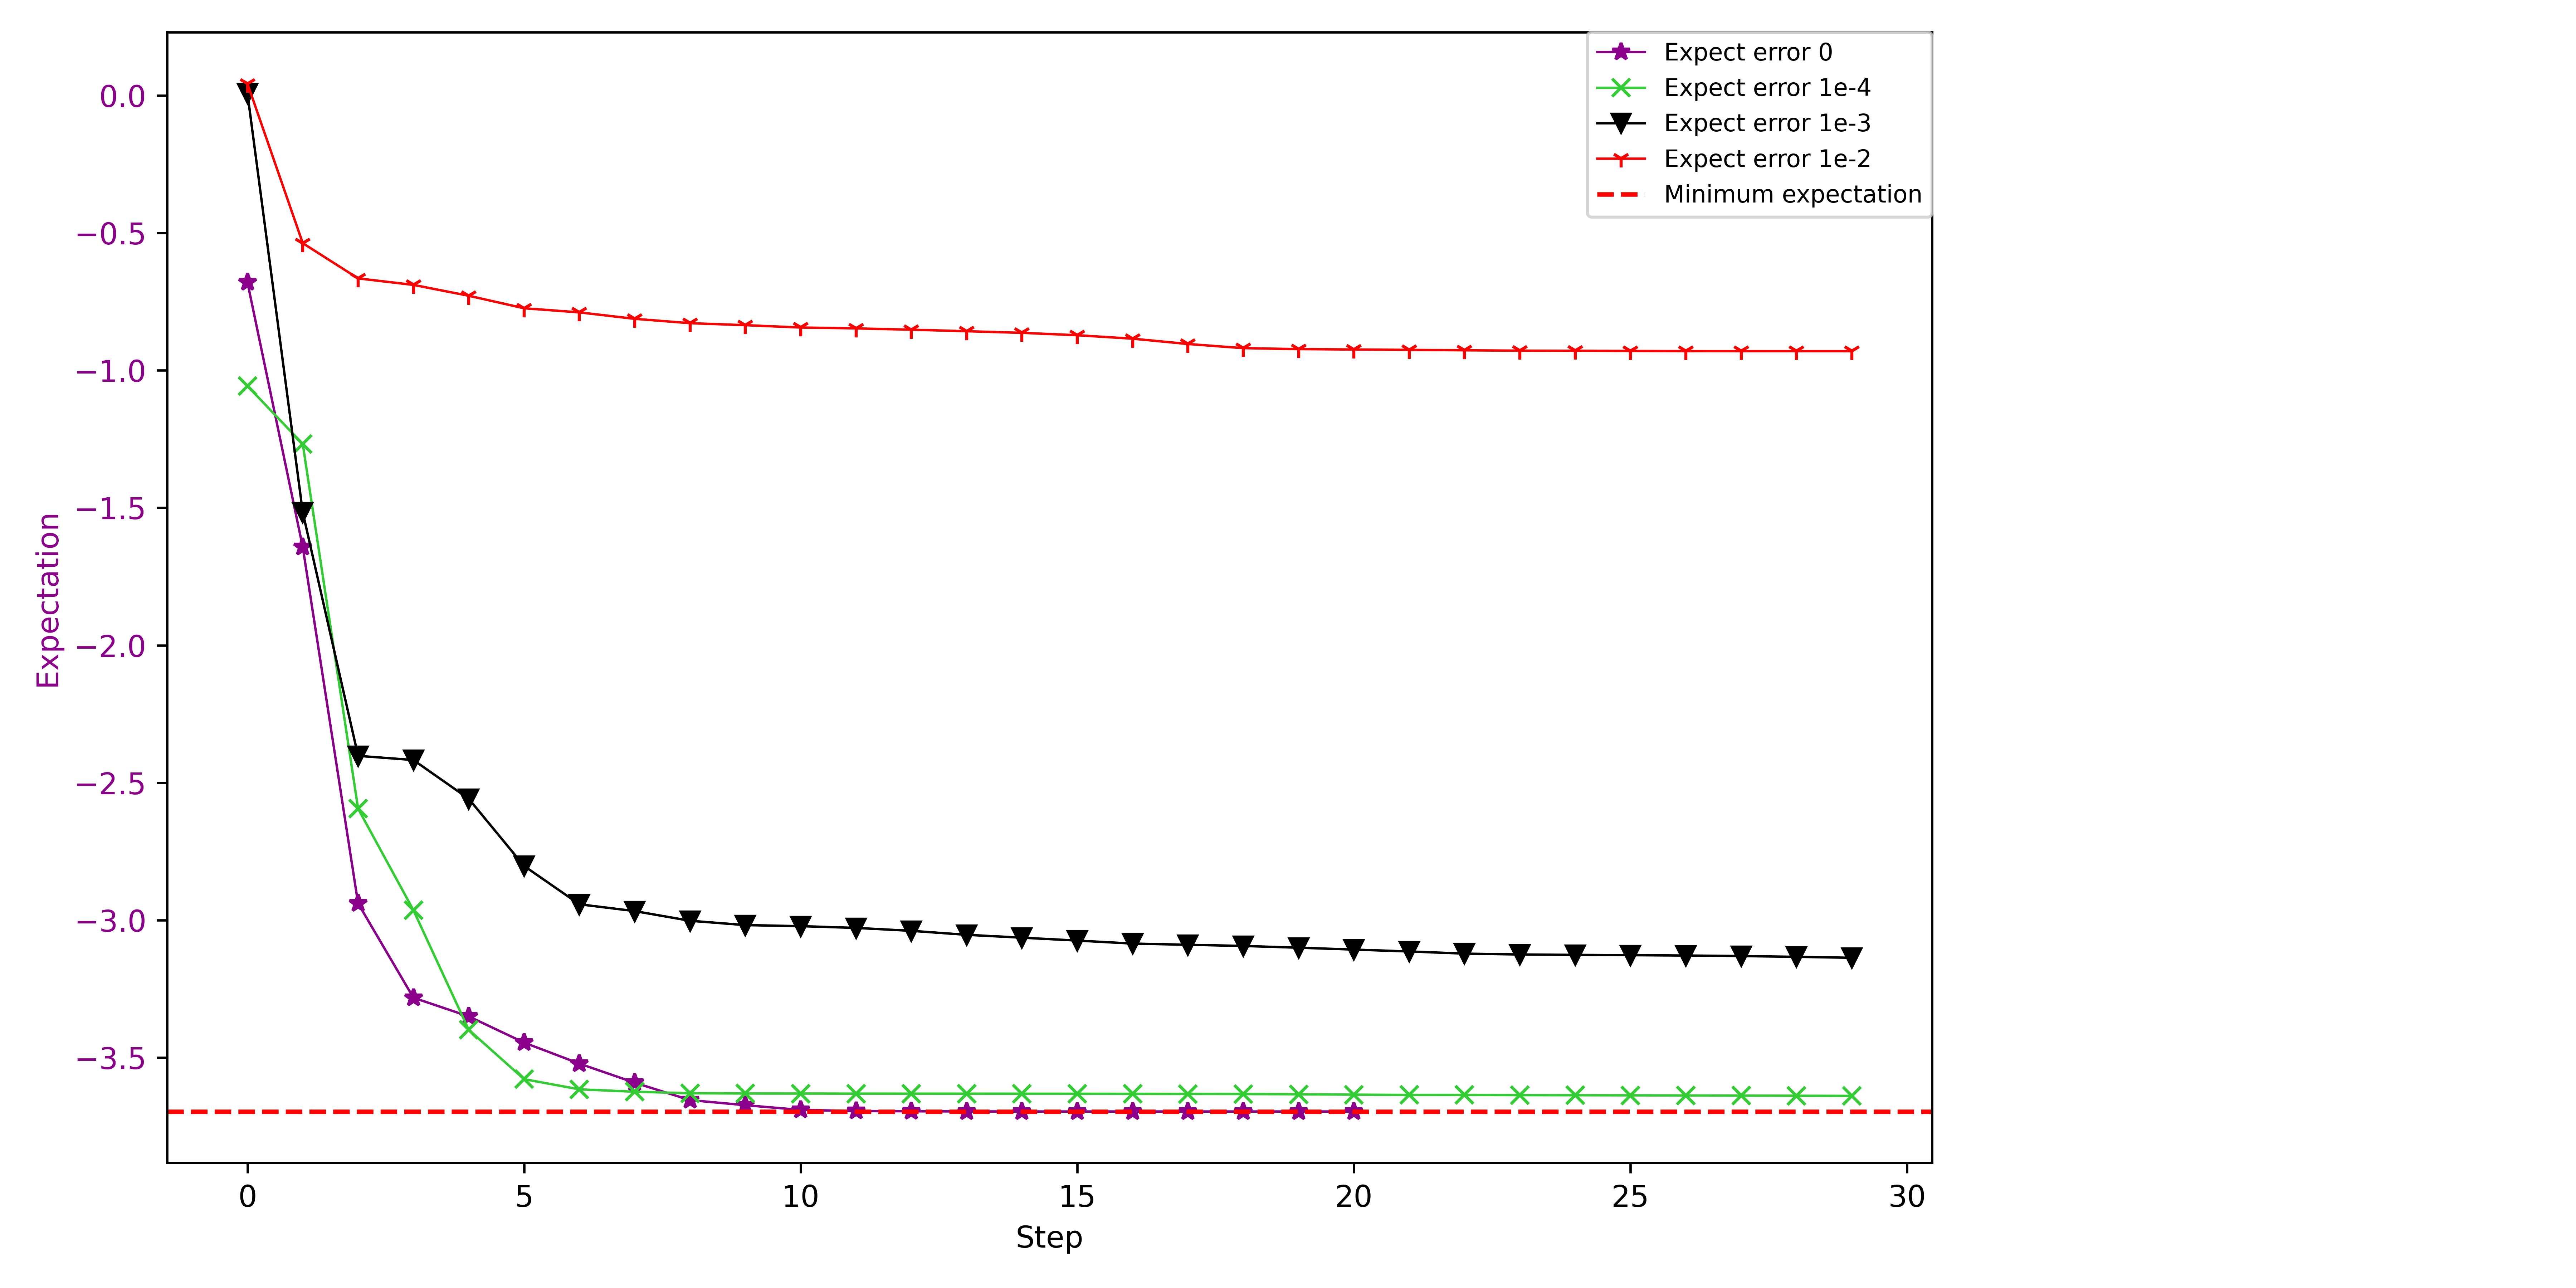 Expect error 0
Expect error 1e-4
Expect error 1e-3
Expect error 1e-2
Minimum expectation
0.0
−0.5
−1.0
−1.5
−2.0
−2.5
−3.0
−3.5
Expectation
0 5 10 15 20 25 30
Step